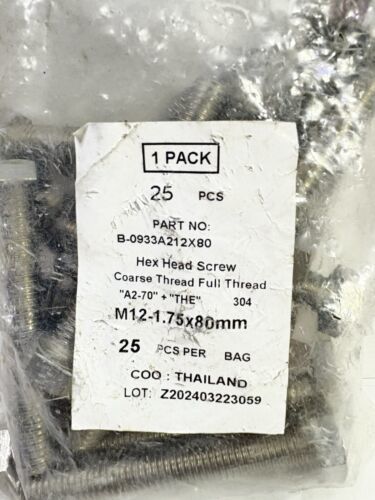 1 PACK
25 PCS
PART NO:
B-0933A212X80
Hex Head Screw
Coarse Thread Full Thread
"A2-70" + "THE" 304
M12-1.75x80mm
25 PCS PER BAG
COO : THAILAND
LOT: Z202403223059